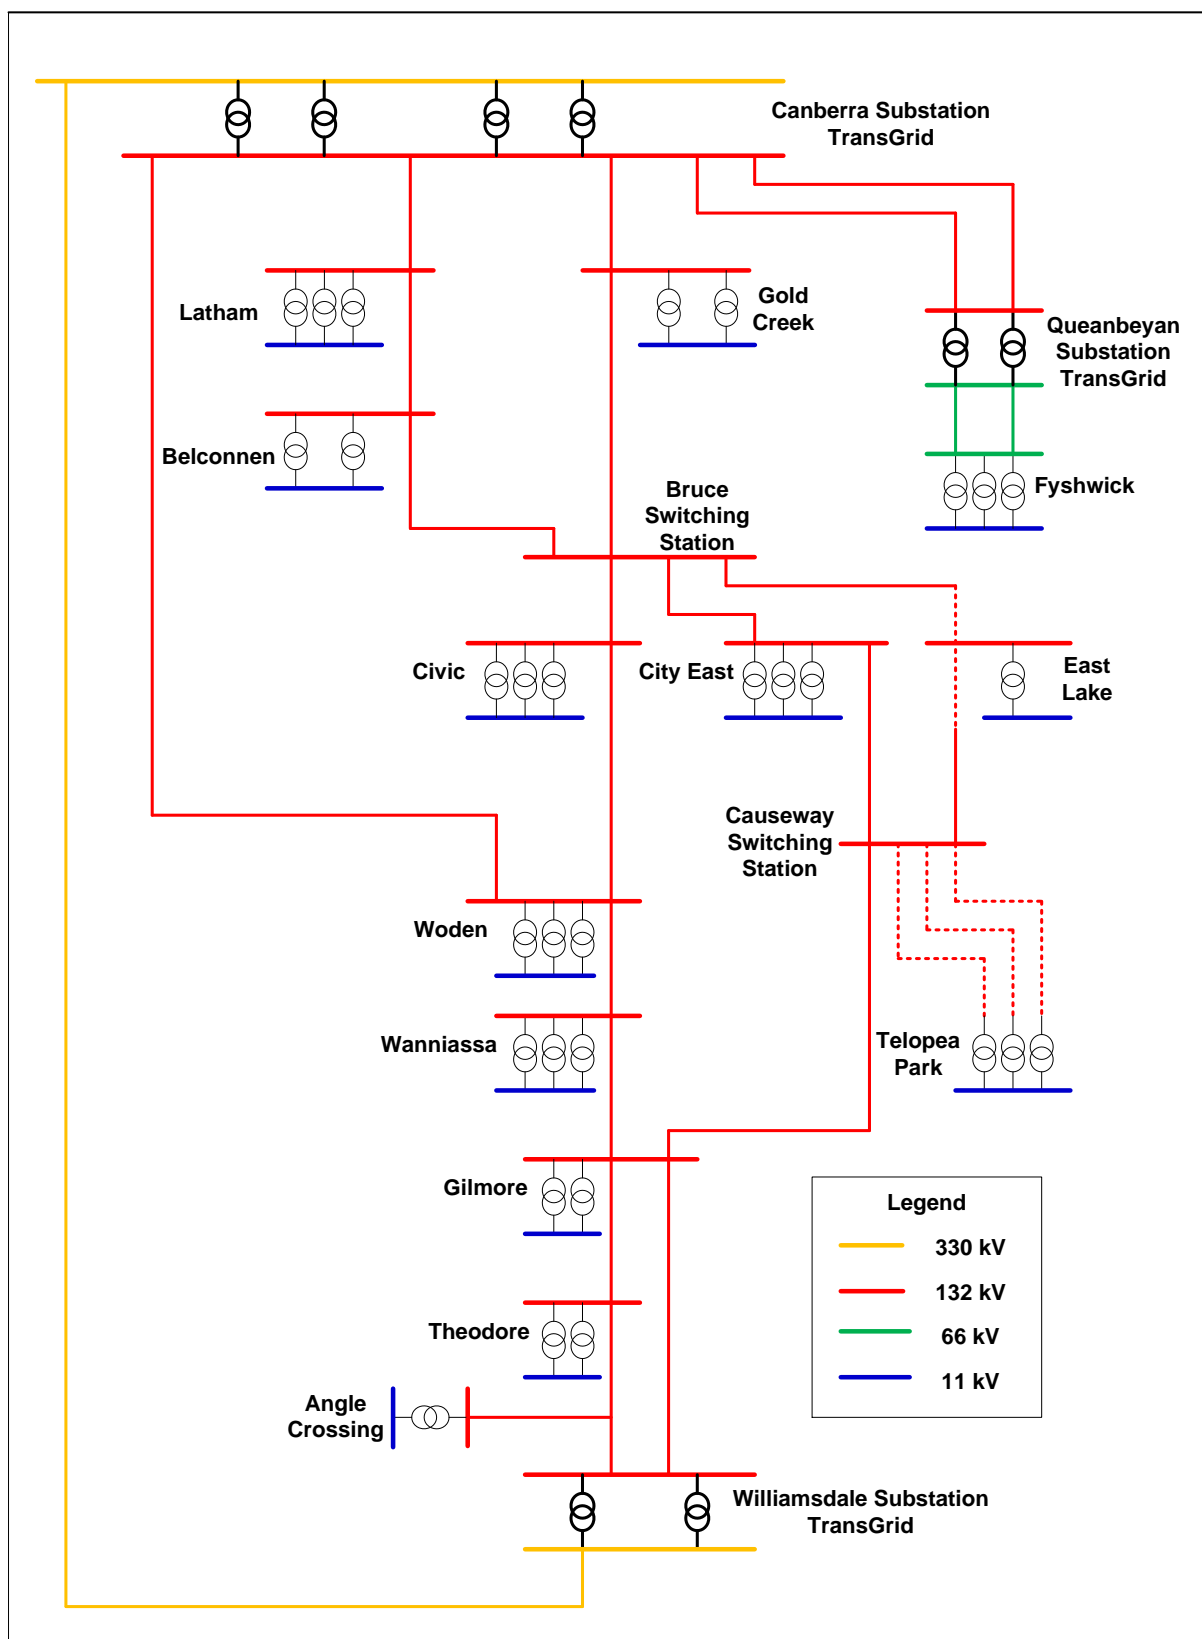 Canberra Substation
TransGrid
Latham
Gold
Creek
Queanbeyan
Substation
TransGrid
Belconnen
Fyshwick
Bruce
Switching
Station
Civic
City East
East
Lake
Causeway
Switching
Station
Woden
Wanniassa
Telopea
Park
Gilmore
Legend
330 kV
132 kV
66 kV
11 kV
Theodore
Angle
Crossing
Williamsdale Substation
TransGrid